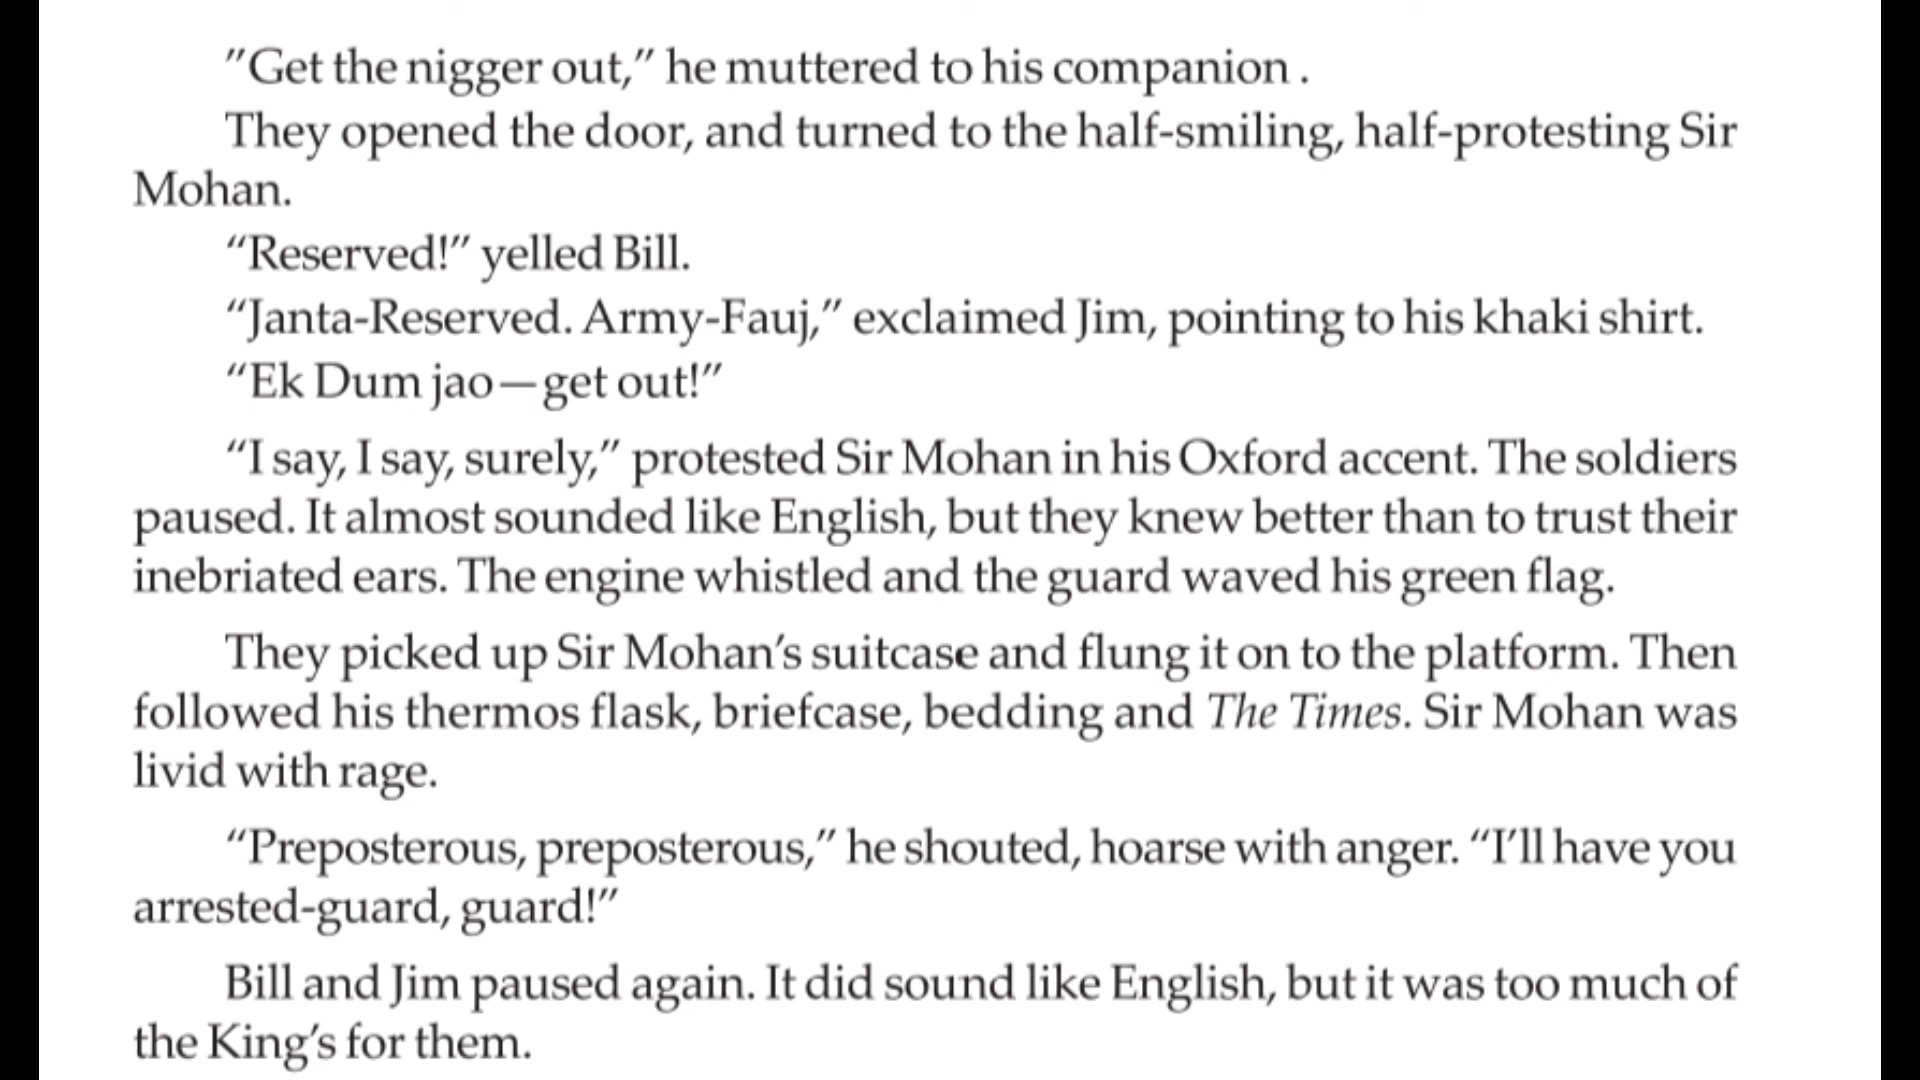 "Get the nigger out," he muttered to his companion .
They opened the door, and turned to the half-smiling, half-protesting Sir
Mohan.
"Reserved!" yelled Bill.
"Janta-Reserved. Army-Fauj," exclaimed Jim, pointing to his khaki shirt.
"Ek Dum jao—get out!"
"I say, I say, surely," protested Sir Mohan in his Oxford accent. The soldiers
paused. It almost sounded like English, but they knew better than to trust their
inebriated ears. The engine whistled and the guard waved his green flag.
They picked up Sir Mohan's suitcase and flung it on to the platform. Then
followed his thermos flask, briefcase, bedding and The Times. Sir Mohan was
livid with rage.
"Preposterous, preposterous," he shouted, hoarse with anger. "I'll have you
arrested-guard, guard!"
Bill and Jim paused again. It did sound like English, but it was too much of
the King's for them.